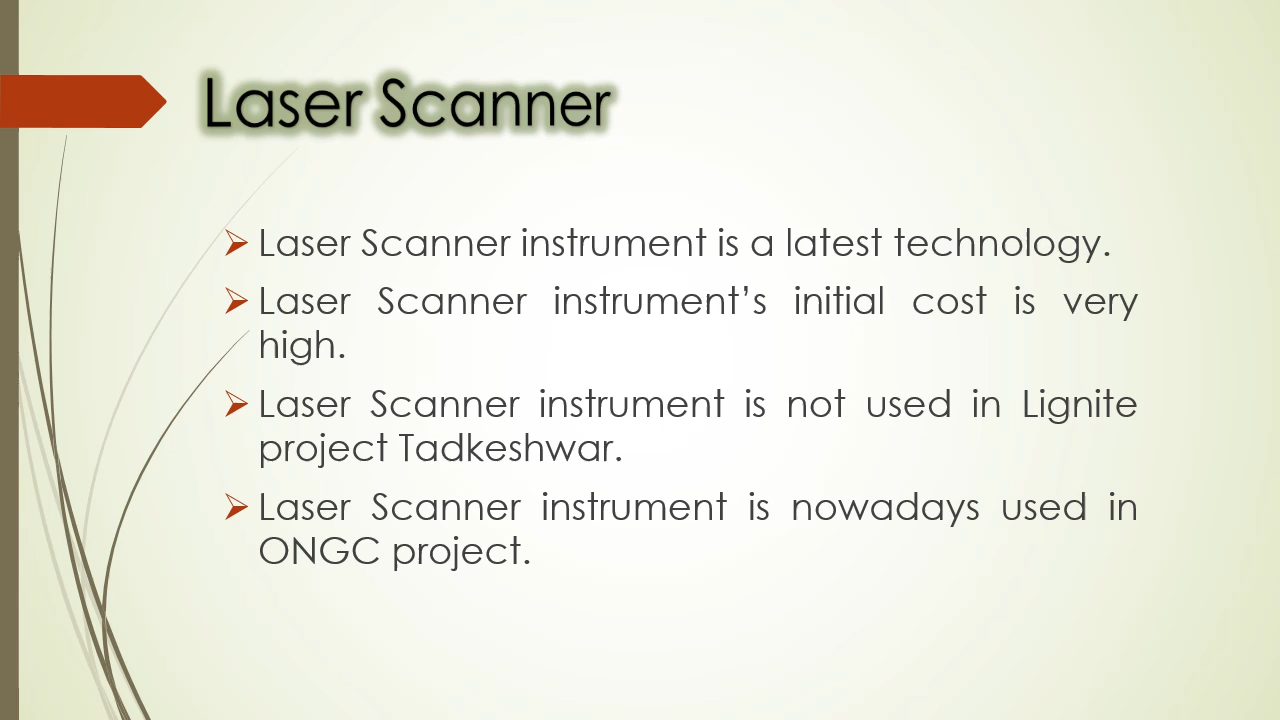 Laser Scanner
Laser Scanner instrument is a latest technology.
Laser Scanner instrument’s initial cost is very
high.
Laser Scanner instrument is not used in Lignite
project Tadkeshwar.
Laser Scanner instrument is nowadays used in
ONGC project.